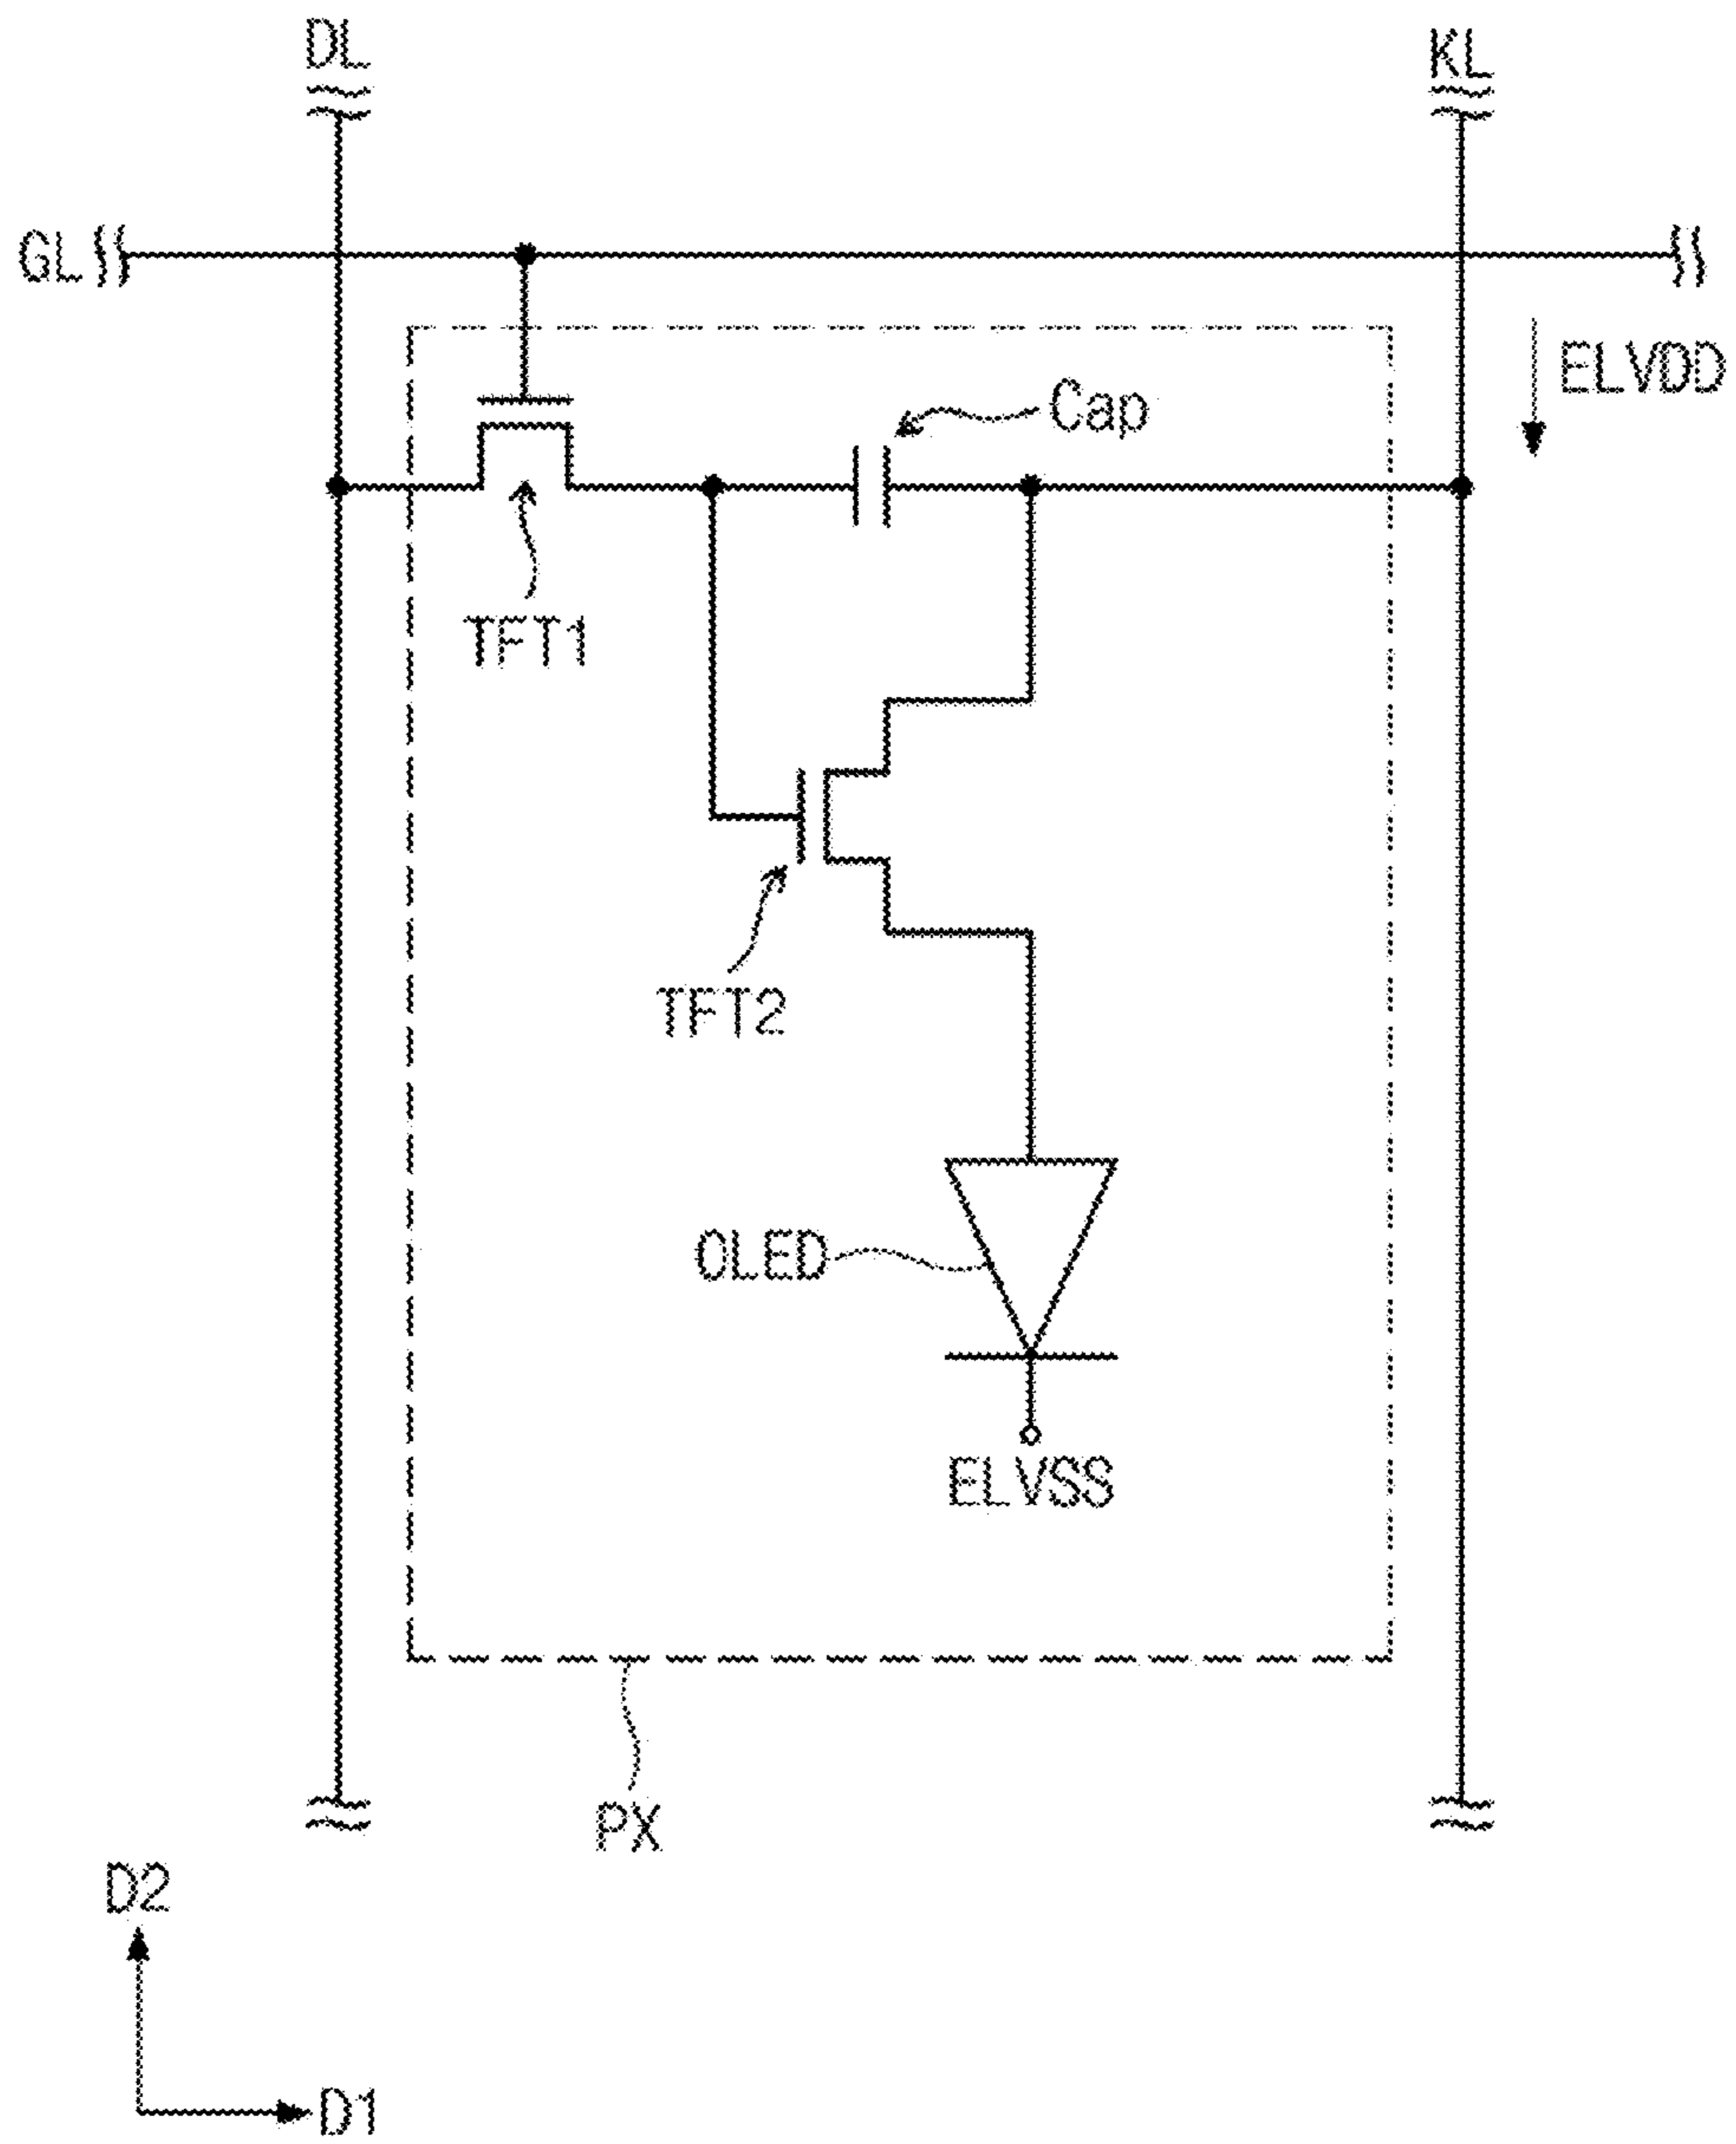 DL
KL
GL
ELVDD
Cap
TFT1
TFT2
OLED
ELVSS
PX
D2
D1